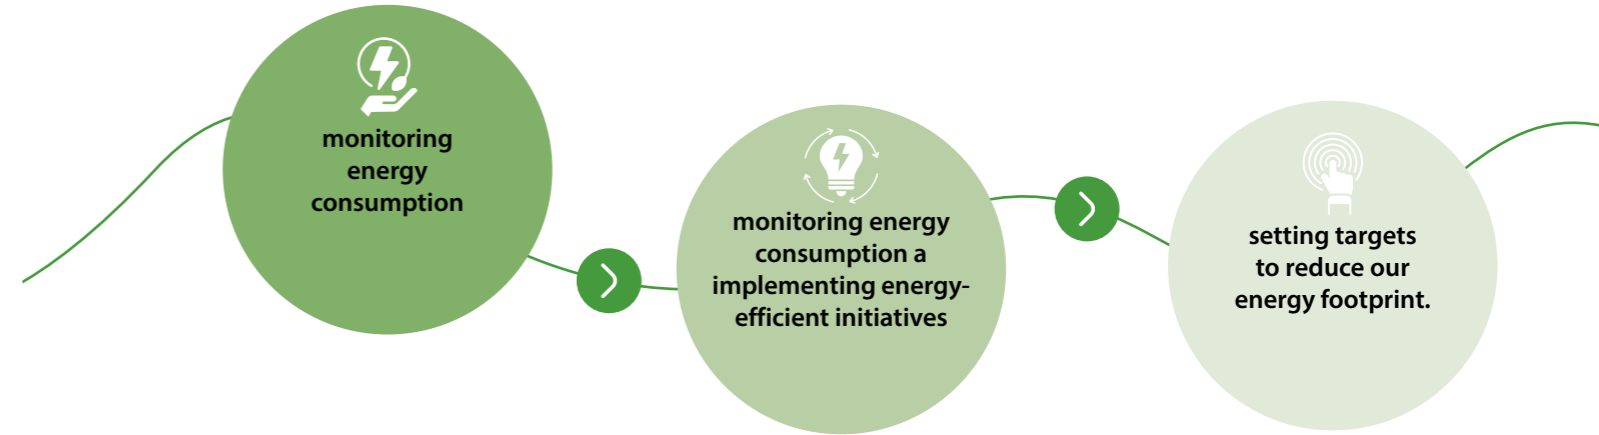 monitoring
energy
consumption
monitoring energy
consumption a
implementing energy-
efficient initiatives
setting targets
to reduce our
energy footprint.